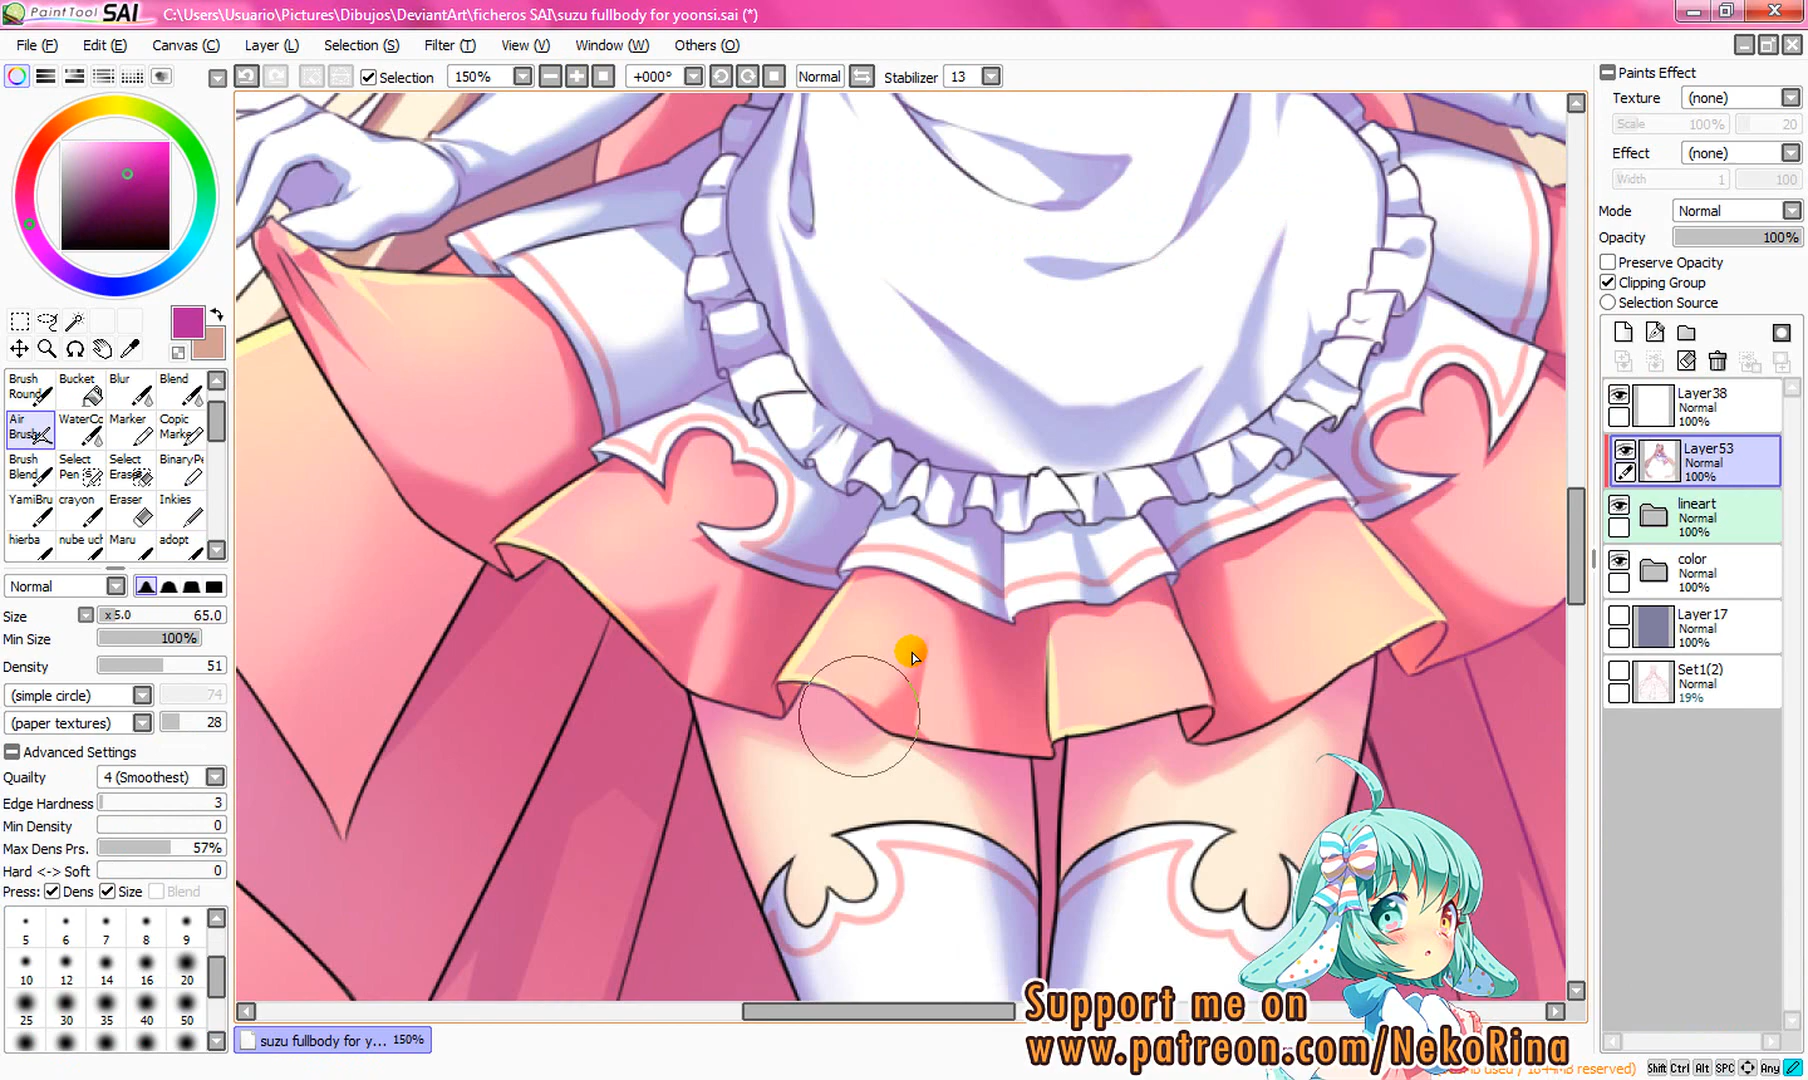 PaintTool SAI C:\Users\Usuario\Pictures\Dibujos\DeviantArt\ficheros SAI\suzu fullbody for yoonsi.sai (*)
File (F) Edit (E) Canvas (C) Layer (L) Selection (S) Filter (T) View (V) Window (W) Others (O)
Selection 150% +000° Normal Stabilizer 13
Paints Effect
Texture (none)
Scale 100% 20
Effect (none)
Width 1 100
Mode Normal
Opacity 100%
Preserve Opacity
Clipping Group
Selection Source
Layer38
Normal
100%
Layer53
Normal
100%
lineart
Normal
100%
color
Normal
100%
Layer17
Normal
100%
Set1(2)
Normal
19%
Brush Bucket Blur Blend
Round
Air WaterCo Marker Copic
Brush Marke
Brush Select Select BinaryPe
Blend Pen Eraser
YamiBru crayon Eraser Inkies
hierba nube uch Maru adopt
Normal
Size x5.0 65.0
Min Size 100%
Density 51
(simple circle) 74
(paper textures) 28
Advanced Settings
Quailty 4 (Smoothest)
Edge Hardness 3
Min Density 0
Max Dens Prs. 57%
Hard <-> Soft 0
Press: Dens Size Blend
5 6 7 8 9
10 12 14 16 20
25 30 35 40 50
suzu fullbody for y... 150%
Support me on
www.patreon.com/NekoRina
reserved)
Shift Ctrl Alt SPC Any